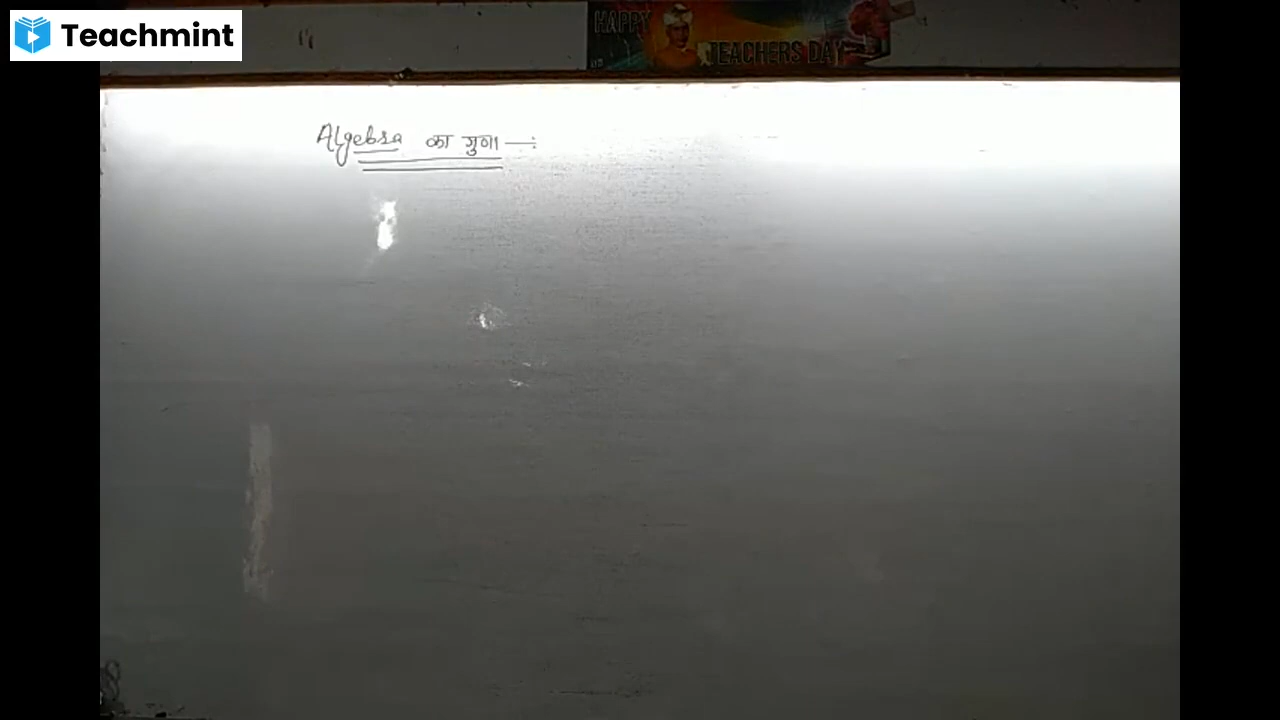 Teachmint
HAPPY
TEACHERS DAY
Algebra का गुणा —: